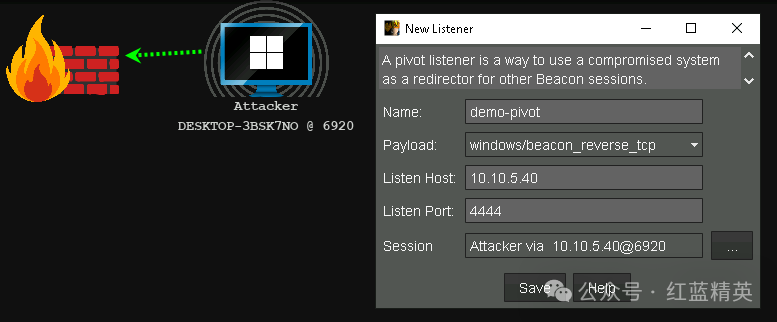 New Listener
A pivot listener is a way to use a compromised system
as a redirector for other Beacon sessions.
Name: demo-pivot
Payload: windows/beacon_reverse_tcp
Listen Host: 10.10.5.40
Listen Port: 4444
Session Attacker via 10.10.5.40@6920 ...
Save Help
Attacker
DESKTOP-3BSK7NO @ 6920
公众号 · 红蓝精英